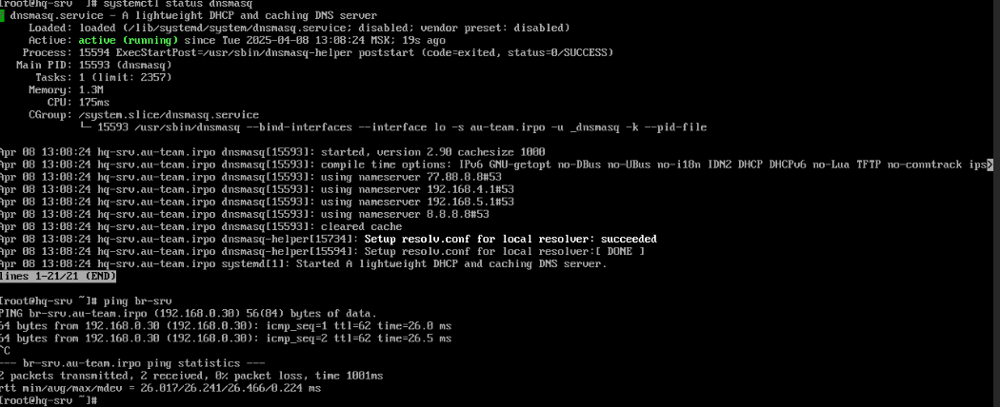 [root@hq-srv ~]# systemctl status dnsmasq
dnsmasq.service - A lightweight DHCP and caching DNS server
Loaded: loaded (/lib/systemd/system/dnsmasq.service; disabled; vendor preset: disabled)
Active: active (running) since Tue 2025-04-08 13:08:24 MSK; 19s ago
Process: 15594 ExecStartPost=/usr/sbin/dnsmasq-helper poststart (code=exited, status=0/SUCCESS)
Main PID: 15593 (dnsmasq)
Tasks: 1 (limit: 2357)
Memory: 1.3M
CPU: 175ms
CGroup: /system.slice/dnsmasq.service
└─ 15593 /usr/sbin/dnsmasq --bind-interfaces --interface lo -s au-team.irpo -u _dnsmasq -k --pid-file
Apr 08 13:08:24 hq-srv.au-team.irpo dnsmasq[15593]: started, version 2.90 cachesize 1000
Apr 08 13:08:24 hq-srv.au-team.irpo dnsmasq[15593]: compile time options: IPv6 GNU-getopt no-DBus no-UBus no-i18n IDN2 DHCP DHCPv6 no-Lua TFTP no-conntrack ips>
Apr 08 13:08:24 hq-srv.au-team.irpo dnsmasq[15593]: using nameserver 77.88.8.8#53
Apr 08 13:08:24 hq-srv.au-team.irpo dnsmasq[15593]: using nameserver 192.168.4.1#53
Apr 08 13:08:24 hq-srv.au-team.irpo dnsmasq[15593]: using nameserver 192.168.5.1#53
Apr 08 13:08:24 hq-srv.au-team.irpo dnsmasq[15593]: using nameserver 8.8.8.8#53
Apr 08 13:08:24 hq-srv.au-team.irpo dnsmasq[15593]: cleared cache
Apr 08 13:08:24 hq-srv.au-team.irpo dnsmasq-helper[15734]: Setup resolv.conf for local resolver: succeeded
Apr 08 13:08:24 hq-srv.au-team.irpo dnsmasq-helper[15594]: Setup resolv.conf for local resolver:[ DONE ]
Apr 08 13:08:24 hq-srv.au-team.irpo systemd[1]: Started A lightweight DHCP and caching DNS server.
lines 1-21/21 (END)
[root@hq-srv ~]# ping br-srv
PING br-srv.au-team.irpo (192.168.0.30) 56(84) bytes of data.
64 bytes from 192.168.0.30 (192.168.0.30): icmp_seq=1 ttl=62 time=26.0 ms
64 bytes from 192.168.0.30 (192.168.0.30): icmp_seq=2 ttl=62 time=26.5 ms
^C
--- br-srv.au-team.irpo ping statistics ---
2 packets transmitted, 2 received, 0% packet loss, time 1001ms
rtt min/avg/max/mdev = 26.017/26.241/26.466/0.224 ms
[root@hq-srv ~]#